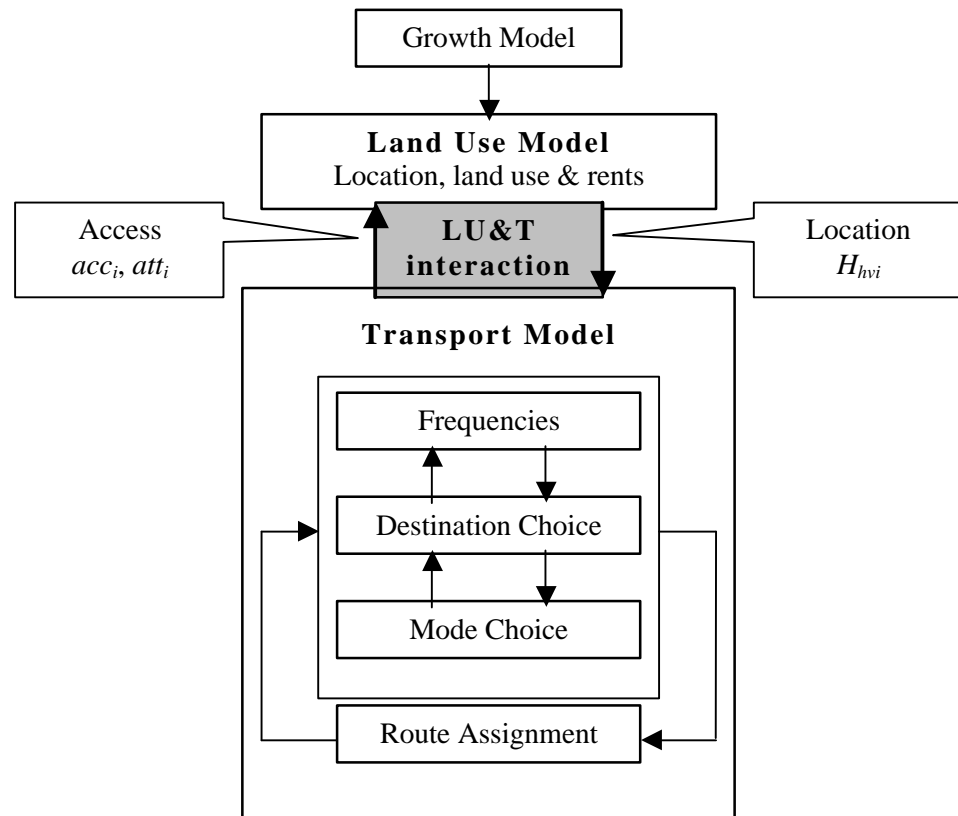 Growth Model
Land Use Model
Location, land use & rents
Access
acc_i, att_i
LU&T
interaction
Location
H_hvi
Transport Model
Frequencies
Destination Choice
Mode Choice
Route Assignment